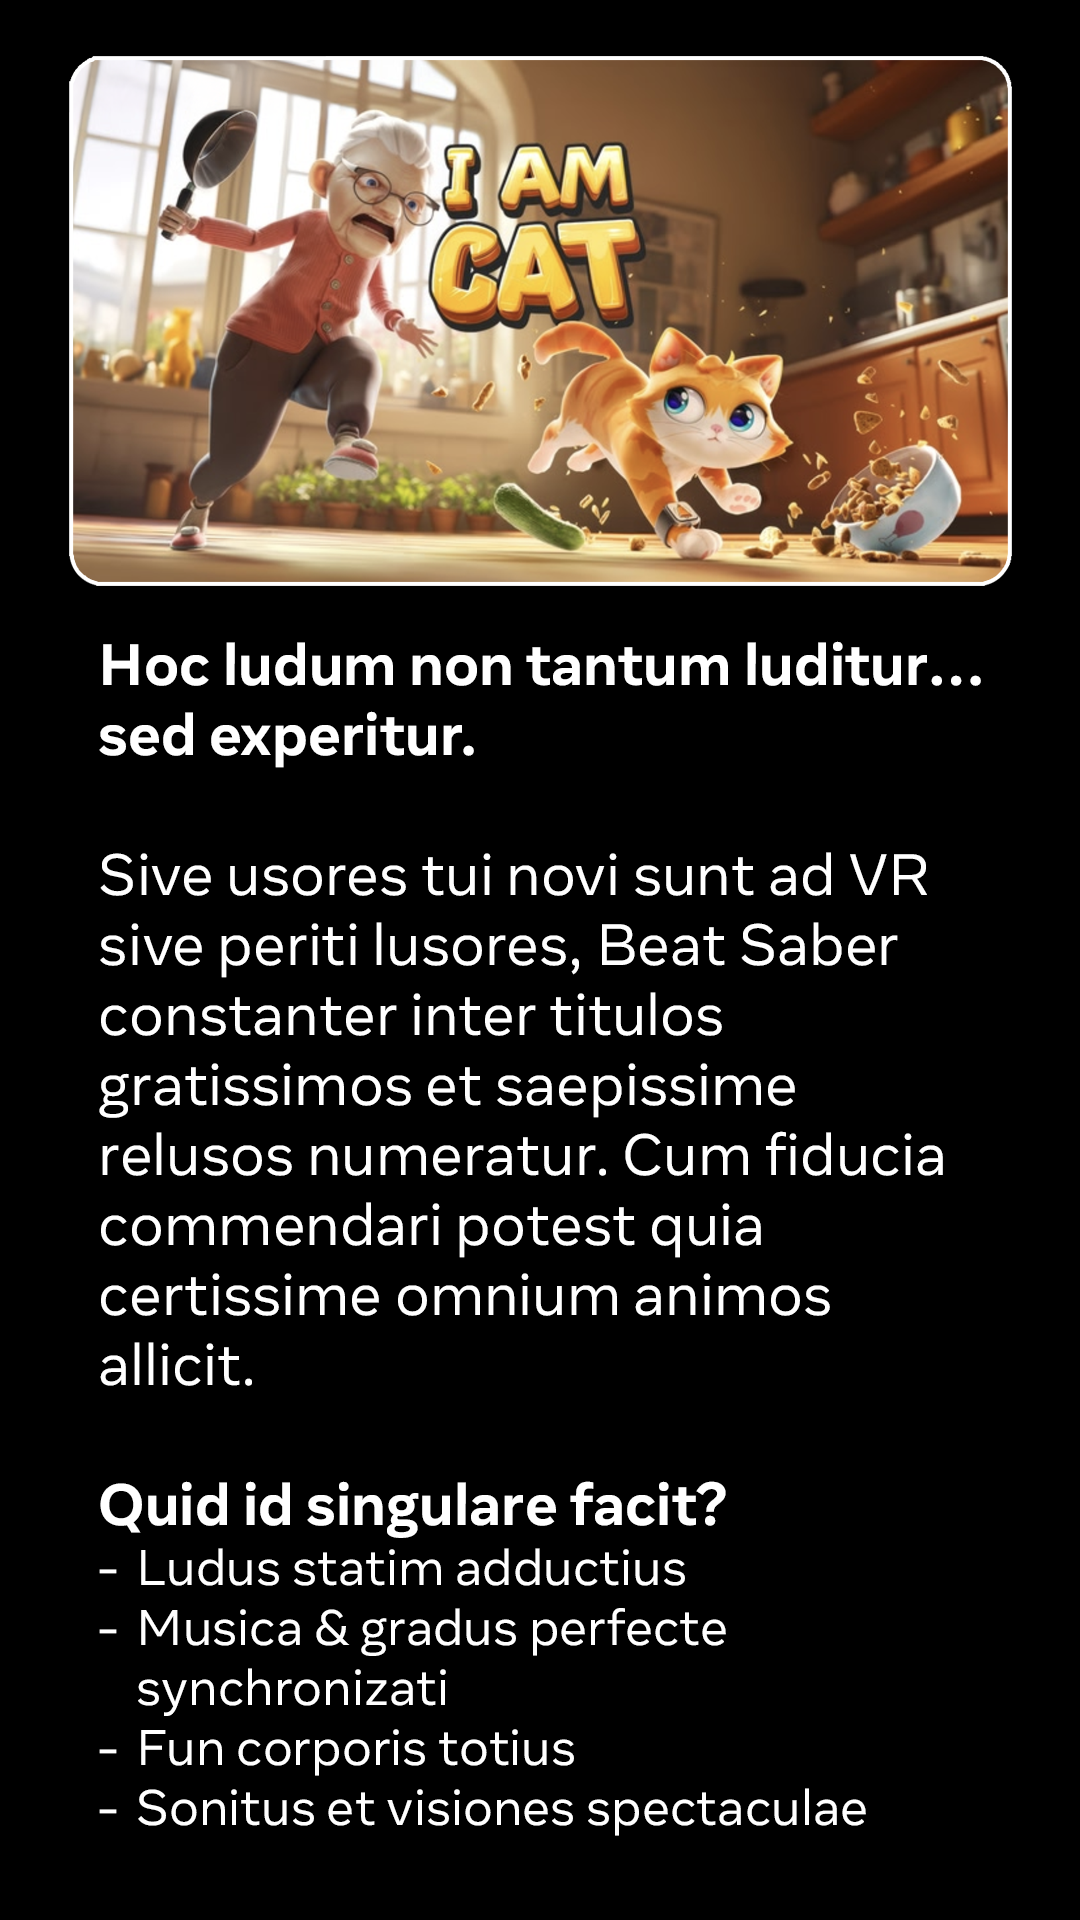 I AM
CAT
Hoc ludum non tantum luditur...
sed experitur.
Sive usores tui novi sunt ad VR
sive periti lusores, Beat Saber
constanter inter titulos
gratissimos et saepissime
relusos numeratur. Cum fiducia
commendari potest quia
certissime omnium animos
allicit.
Quid id singulare facit?
- Ludus statim adductius
- Musica & gradus perfecte
synchronizati
- Fun corporis totius
- Sonitus et visiones spectaculae